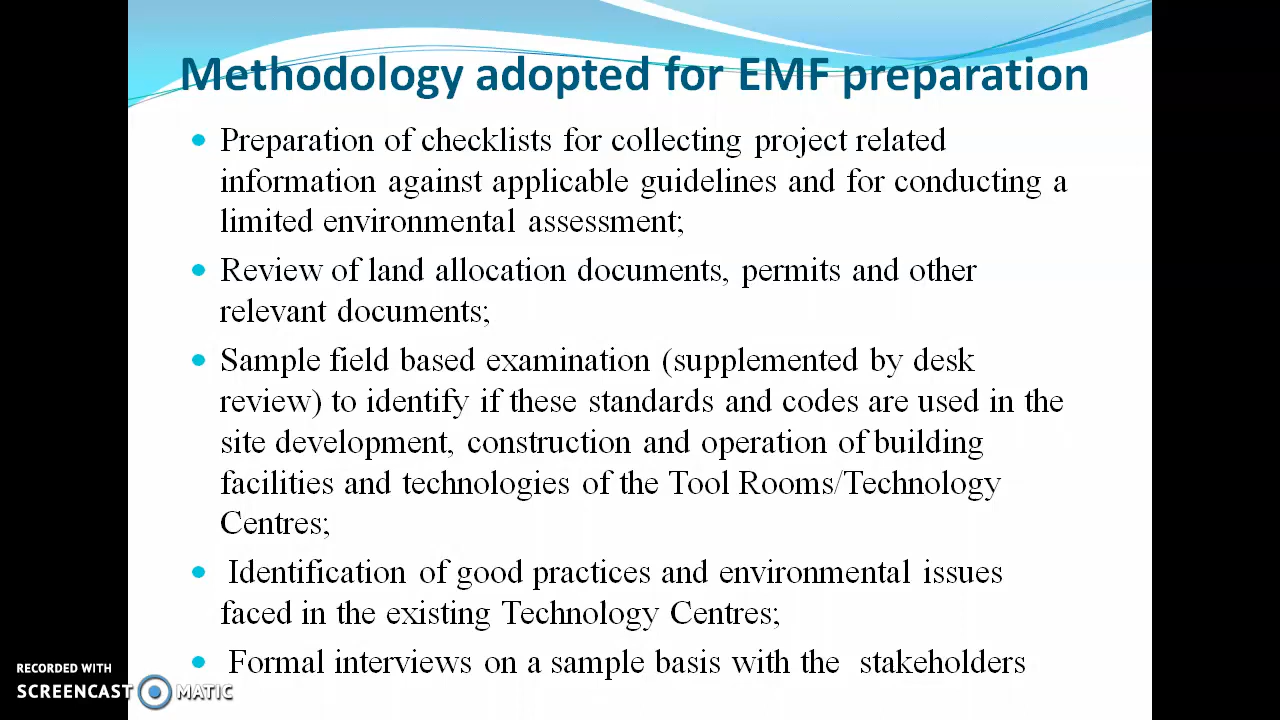 Methodology adopted for EMF preparation
• Preparation of checklists for collecting project related
information against applicable guidelines and for conducting a
limited environmental assessment;
• Review of land allocation documents, permits and other
relevant documents;
• Sample field based examination (supplemented by desk
review) to identify if these standards and codes are used in the
site development, construction and operation of building
facilities and technologies of the Tool Rooms/Technology
Centres;
• Identification of good practices and environmental issues
faced in the existing Technology Centres;
• Formal interviews on a sample basis with the stakeholders
RECORDED WITH
SCREENCAST MATIC